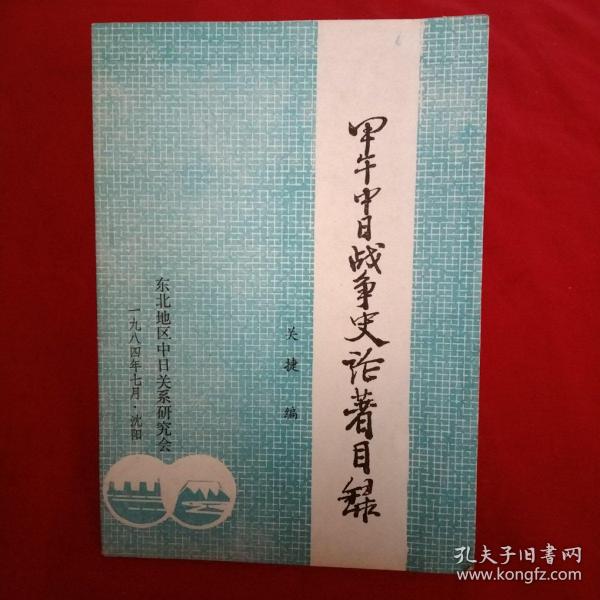 甲午中日战争史论著目录
关捷 编
东北地区中日关系研究会
一九八四年七月·沈阳
孔夫子旧书网
www.kongfz.com